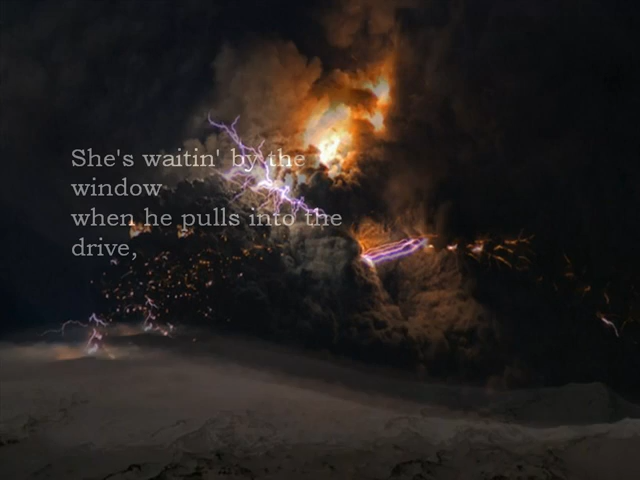 She's waitin' by the
window
when he pulls into the
drive,